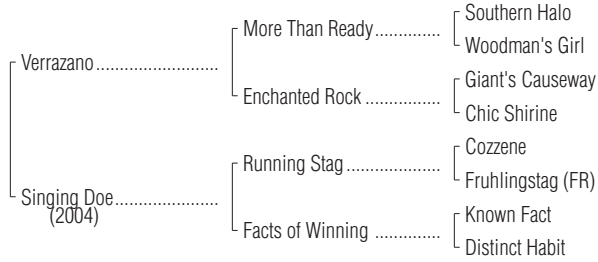 Southern Halo
More Than Ready..............
Woodman's Girl
Verrazano..........................
Giant's Causeway
Enchanted Rock ................
Chic Shirine
Cozzene
Running Stag....................
Fruhlingstag (FR)
Singing Doe......................
(2004)
Known Fact
Facts of Winning ..............
Distinct Habit